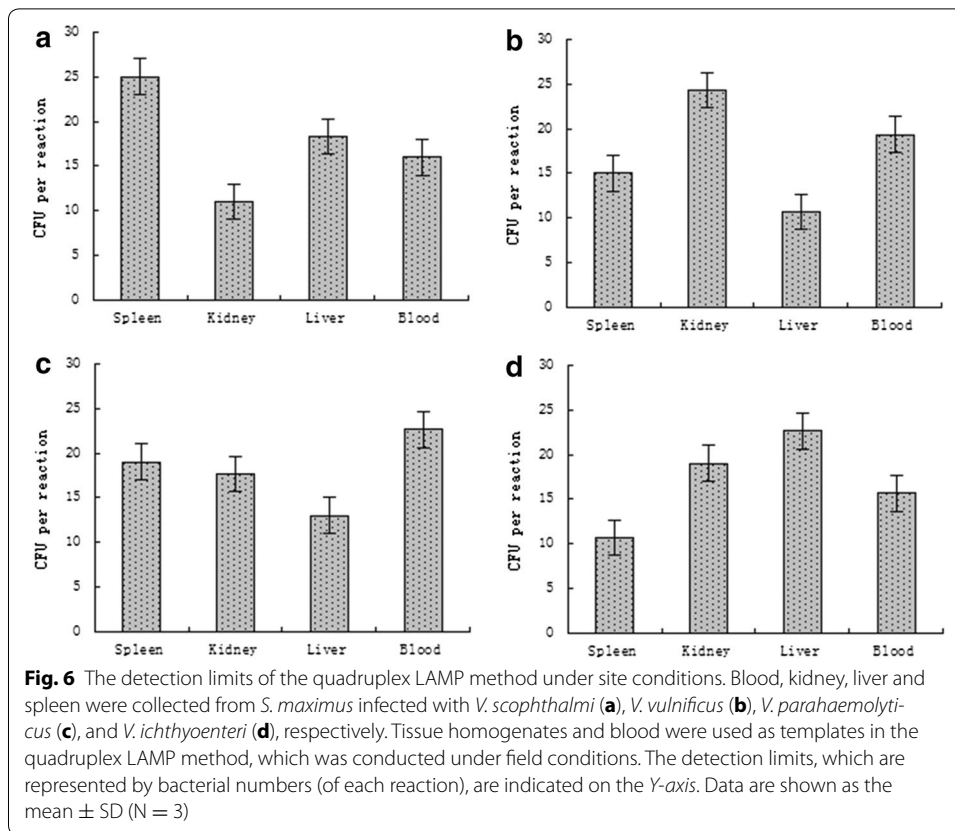 a
CFU per reaction
30
25
20
15
10
5
0
Spleen Kidney Liver Blood
b
CFU per reaction
30
25
20
15
10
5
0
Spleen Kidney Liver Blood
c
CFU per reaction
30
25
20
15
10
5
0
Spleen Kidney Liver Blood
d
CFU per reaction
30
25
20
15
10
5
0
Spleen Kidney Liver Blood
Fig. 6 The detection limits of the quadruplex LAMP method under site conditions. Blood, kidney, liver and
spleen were collected from S. maximus infected with V. scophthalmi (a), V. vulnificus (b), V. parahaemolyti-
cus (c), and V. ichthyoenteri (d), respectively. Tissue homogenates and blood were used as templates in the
quadruplex LAMP method, which was conducted under field conditions. The detection limits, which are
represented by bacterial numbers (of each reaction), are indicated on the Y-axis. Data are shown as the
mean ± SD (N = 3)